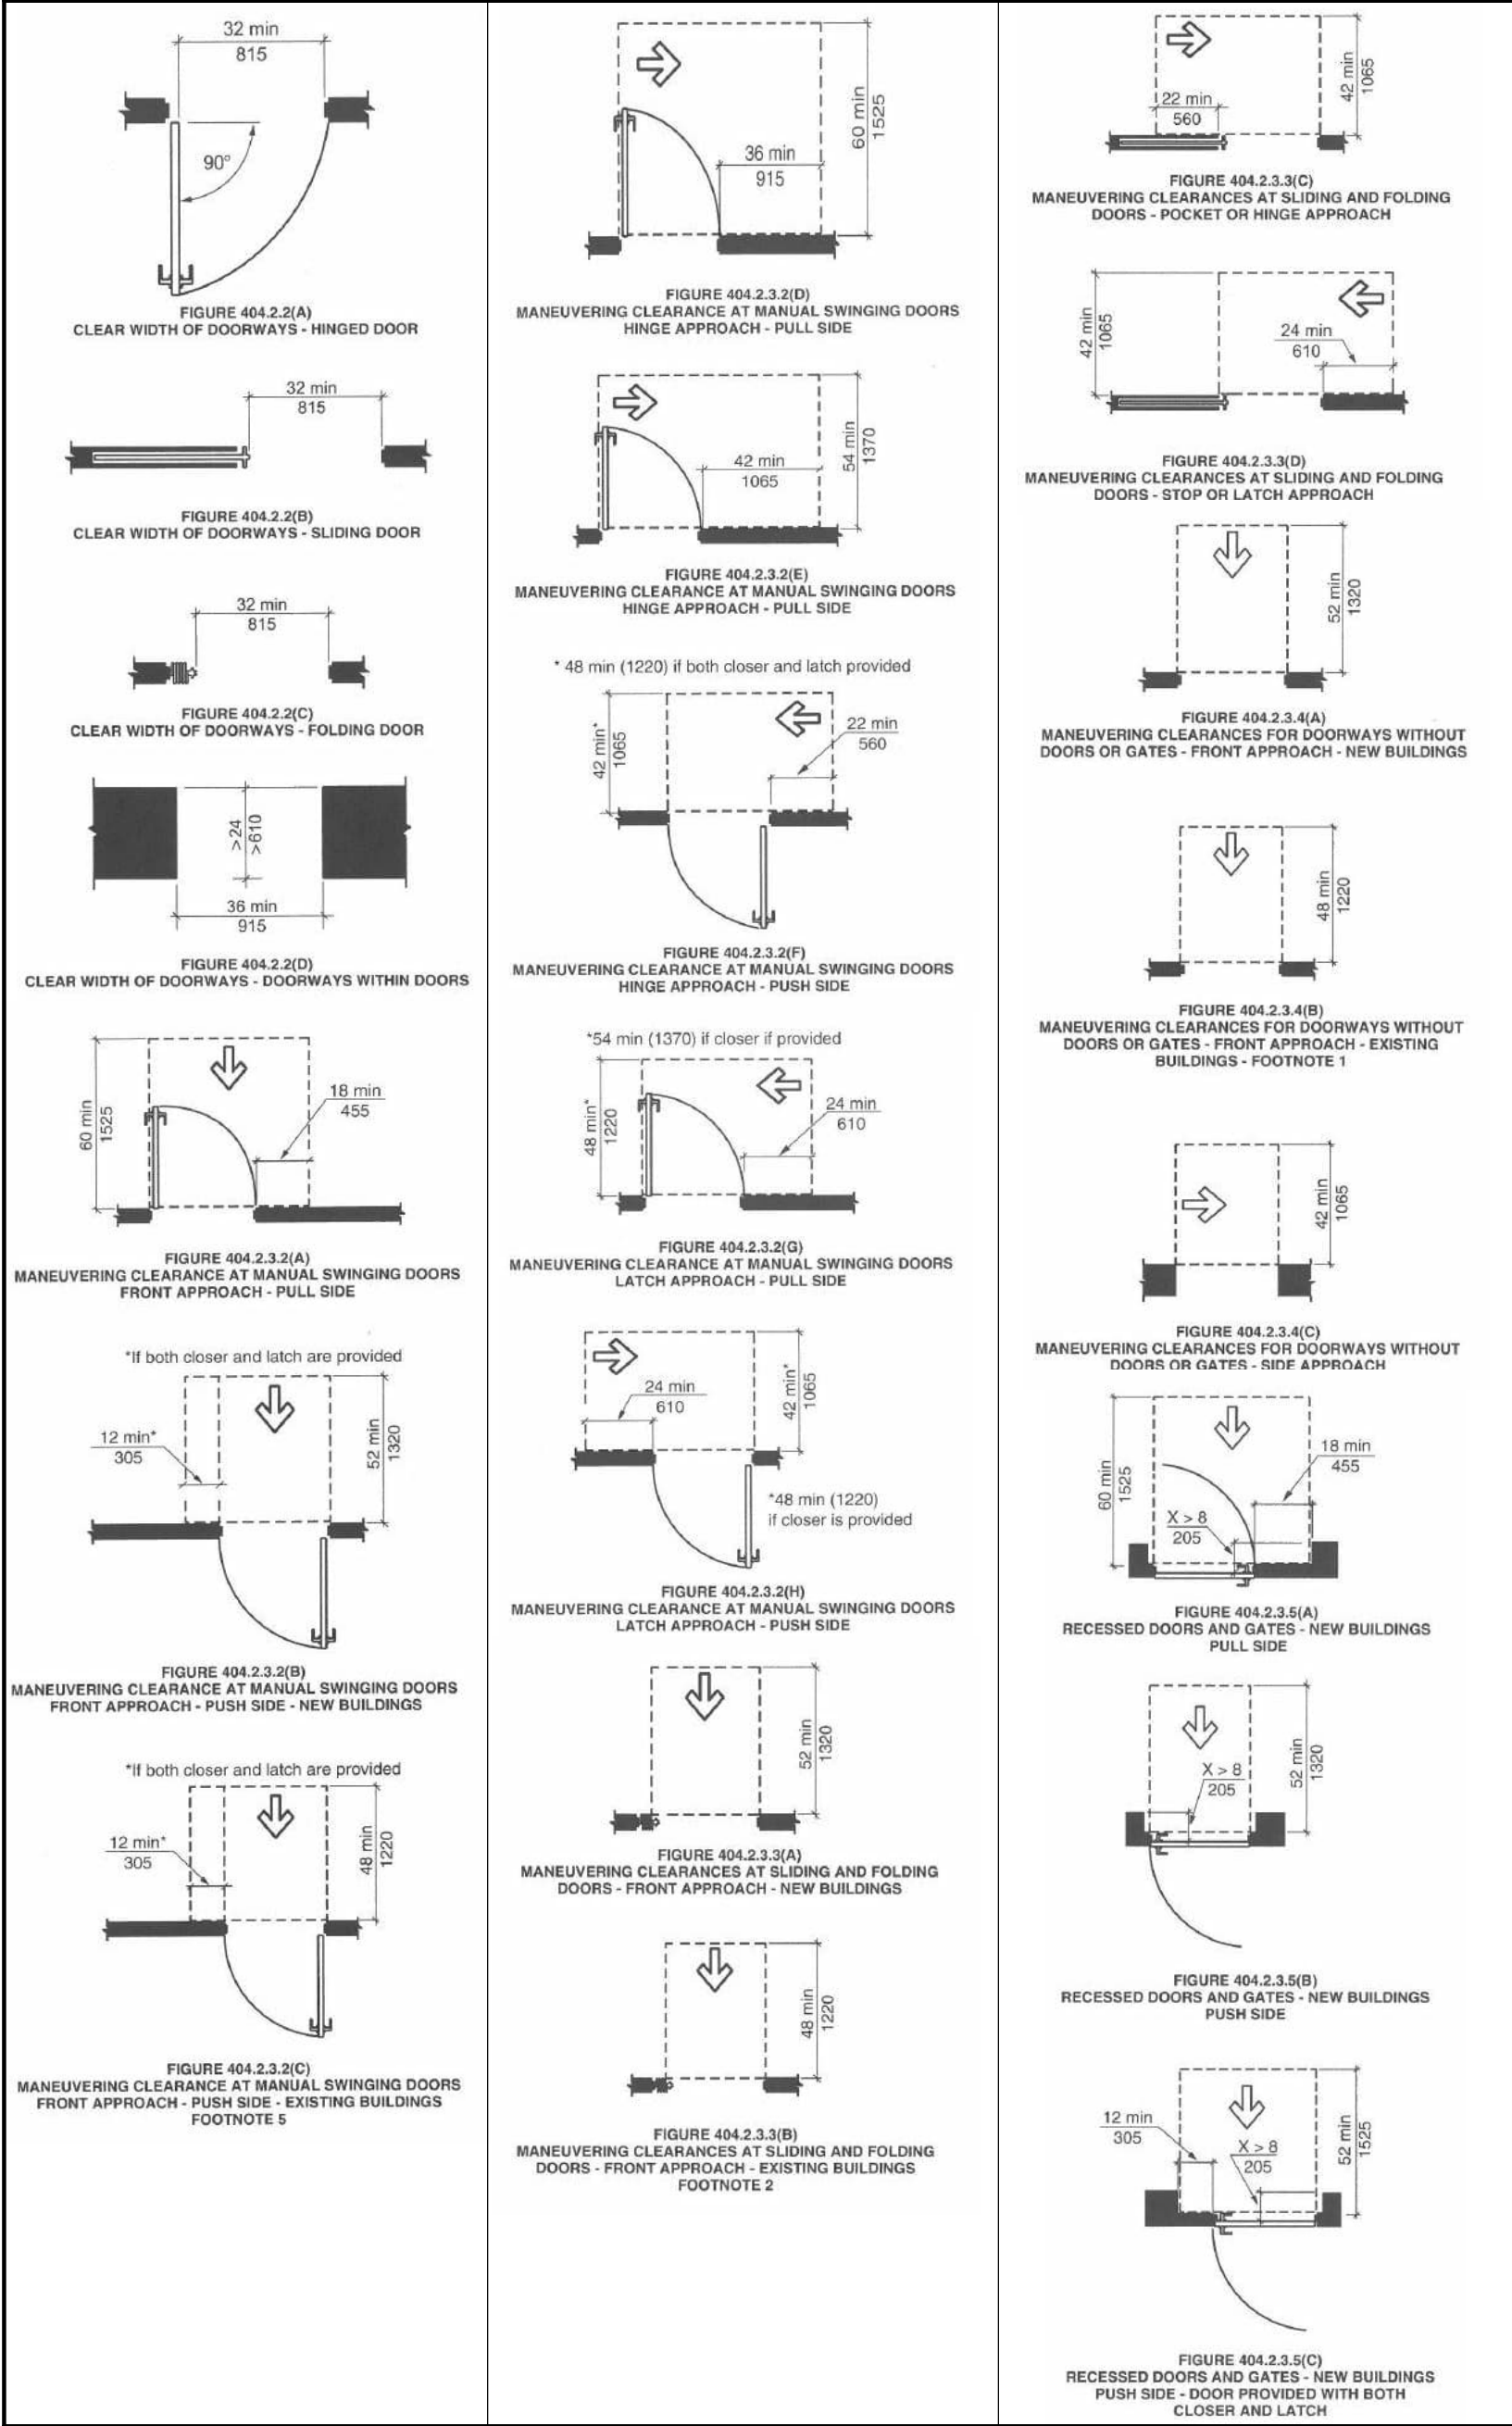 32 min
815
90°
FIGURE 404.2.2(A)
CLEAR WIDTH OF DOORWAYS - HINGED DOOR
32 min
815
FIGURE 404.2.2(B)
CLEAR WIDTH OF DOORWAYS - SLIDING DOOR
32 min
815
FIGURE 404.2.2(C)
CLEAR WIDTH OF DOORWAYS - FOLDING DOOR
>24
>610
36 min
915
FIGURE 404.2.2(D)
CLEAR WIDTH OF DOORWAYS - DOORWAYS WITHIN DOORS
60 min
1525
18 min
455
FIGURE 404.2.3.2(A)
MANEUVERING CLEARANCE AT MANUAL SWINGING DOORS
FRONT APPROACH - PULL SIDE
*If both closer and latch are provided
12 min*
305
52 min
1320
FIGURE 404.2.3.2(B)
MANEUVERING CLEARANCE AT MANUAL SWINGING DOORS
FRONT APPROACH - PUSH SIDE - NEW BUILDINGS
*If both closer and latch are provided
12 min*
305
48 min
1220
FIGURE 404.2.3.2(C)
MANEUVERING CLEARANCE AT MANUAL SWINGING DOORS
FRONT APPROACH - PUSH SIDE - EXISTING BUILDINGS
FOOTNOTE 5
60 min
1525
36 min
915
FIGURE 404.2.3.2(D)
MANEUVERING CLEARANCE AT MANUAL SWINGING DOORS
HINGE APPROACH - PULL SIDE
54 min
1370
42 min
1065
FIGURE 404.2.3.2(E)
MANEUVERING CLEARANCE AT MANUAL SWINGING DOORS
HINGE APPROACH - PULL SIDE
* 48 min (1220) if both closer and latch provided
42 min*
1065
22 min
560
FIGURE 404.2.3.2(F)
MANEUVERING CLEARANCE AT MANUAL SWINGING DOORS
HINGE APPROACH - PUSH SIDE
*54 min (1370) if closer if provided
48 min*
1220
24 min
610
FIGURE 404.2.3.2(G)
MANEUVERING CLEARANCE AT MANUAL SWINGING DOORS
LATCH APPROACH - PULL SIDE
24 min
610
42 min*
1065
*48 min (1220)
if closer is provided
FIGURE 404.2.3.2(H)
MANEUVERING CLEARANCE AT MANUAL SWINGING DOORS
LATCH APPROACH - PUSH SIDE
52 min
1320
FIGURE 404.2.3.3(A)
MANEUVERING CLEARANCES AT SLIDING AND FOLDING
DOORS - FRONT APPROACH - NEW BUILDINGS
48 min
1220
FIGURE 404.2.3.3(B)
MANEUVERING CLEARANCES AT SLIDING AND FOLDING
DOORS - FRONT APPROACH - EXISTING BUILDINGS
FOOTNOTE 2
42 min
1065
22 min
560
FIGURE 404.2.3.3(C)
MANEUVERING CLEARANCES AT SLIDING AND FOLDING
DOORS - POCKET OR HINGE APPROACH
42 min
1065
24 min
610
FIGURE 404.2.3.3(D)
MANEUVERING CLEARANCES AT SLIDING AND FOLDING
DOORS - STOP OR LATCH APPROACH
52 min
1320
FIGURE 404.2.3.4(A)
MANEUVERING CLEARANCES FOR DOORWAYS WITHOUT
DOORS OR GATES - FRONT APPROACH - NEW BUILDINGS
48 min
1220
FIGURE 404.2.3.4(B)
MANEUVERING CLEARANCES FOR DOORWAYS WITHOUT
DOORS OR GATES - FRONT APPROACH - EXISTING
BUILDINGS - FOOTNOTE 1
42 min
1065
FIGURE 404.2.3.4(C)
MANEUVERING CLEARANCES FOR DOORWAYS WITHOUT
DOORS OR GATES - SIDE APPROACH
60 min
1525
18 min
455
X > 8
205
FIGURE 404.2.3.5(A)
RECESSED DOORS AND GATES - NEW BUILDINGS
PULL SIDE
52 min
1320
X > 8
205
FIGURE 404.2.3.5(B)
RECESSED DOORS AND GATES - NEW BUILDINGS
PUSH SIDE
12 min
305
X > 8
205
52 min
1525
FIGURE 404.2.3.5(C)
RECESSED DOORS AND GATES - NEW BUILDINGS
PUSH SIDE - DOOR PROVIDED WITH BOTH
CLOSER AND LATCH